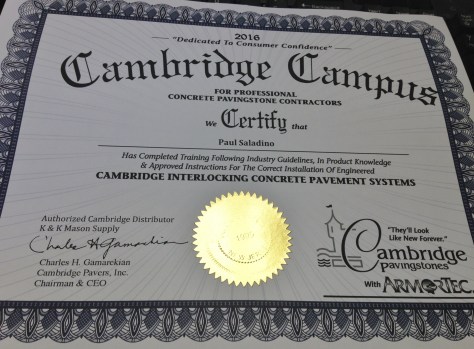 2016
"Dedicated To Consumer Confidence"
Cambridge Campus
FOR PROFESSIONAL
CONCRETE PAVINGSTONE CONTRACTORS
We Certify that
Paul Saladino
Has Completed Training Following Industry Guidelines, In Product Knowledge
& Approved Instructions For The Correct Installation Of Engineered
CAMBRIDGE INTERLOCKING CONCRETE PAVEMENT SYSTEMS
Authorized Cambridge Distributor
K & K Mason Supply
Charles H. Gamarekian
Charles H. Gamarekian
Cambridge Pavers, Inc.
Chairman & CEO
1995
"They'll Look
Like New Forever."
Cambridge
pavingstones
With ARMORTEC